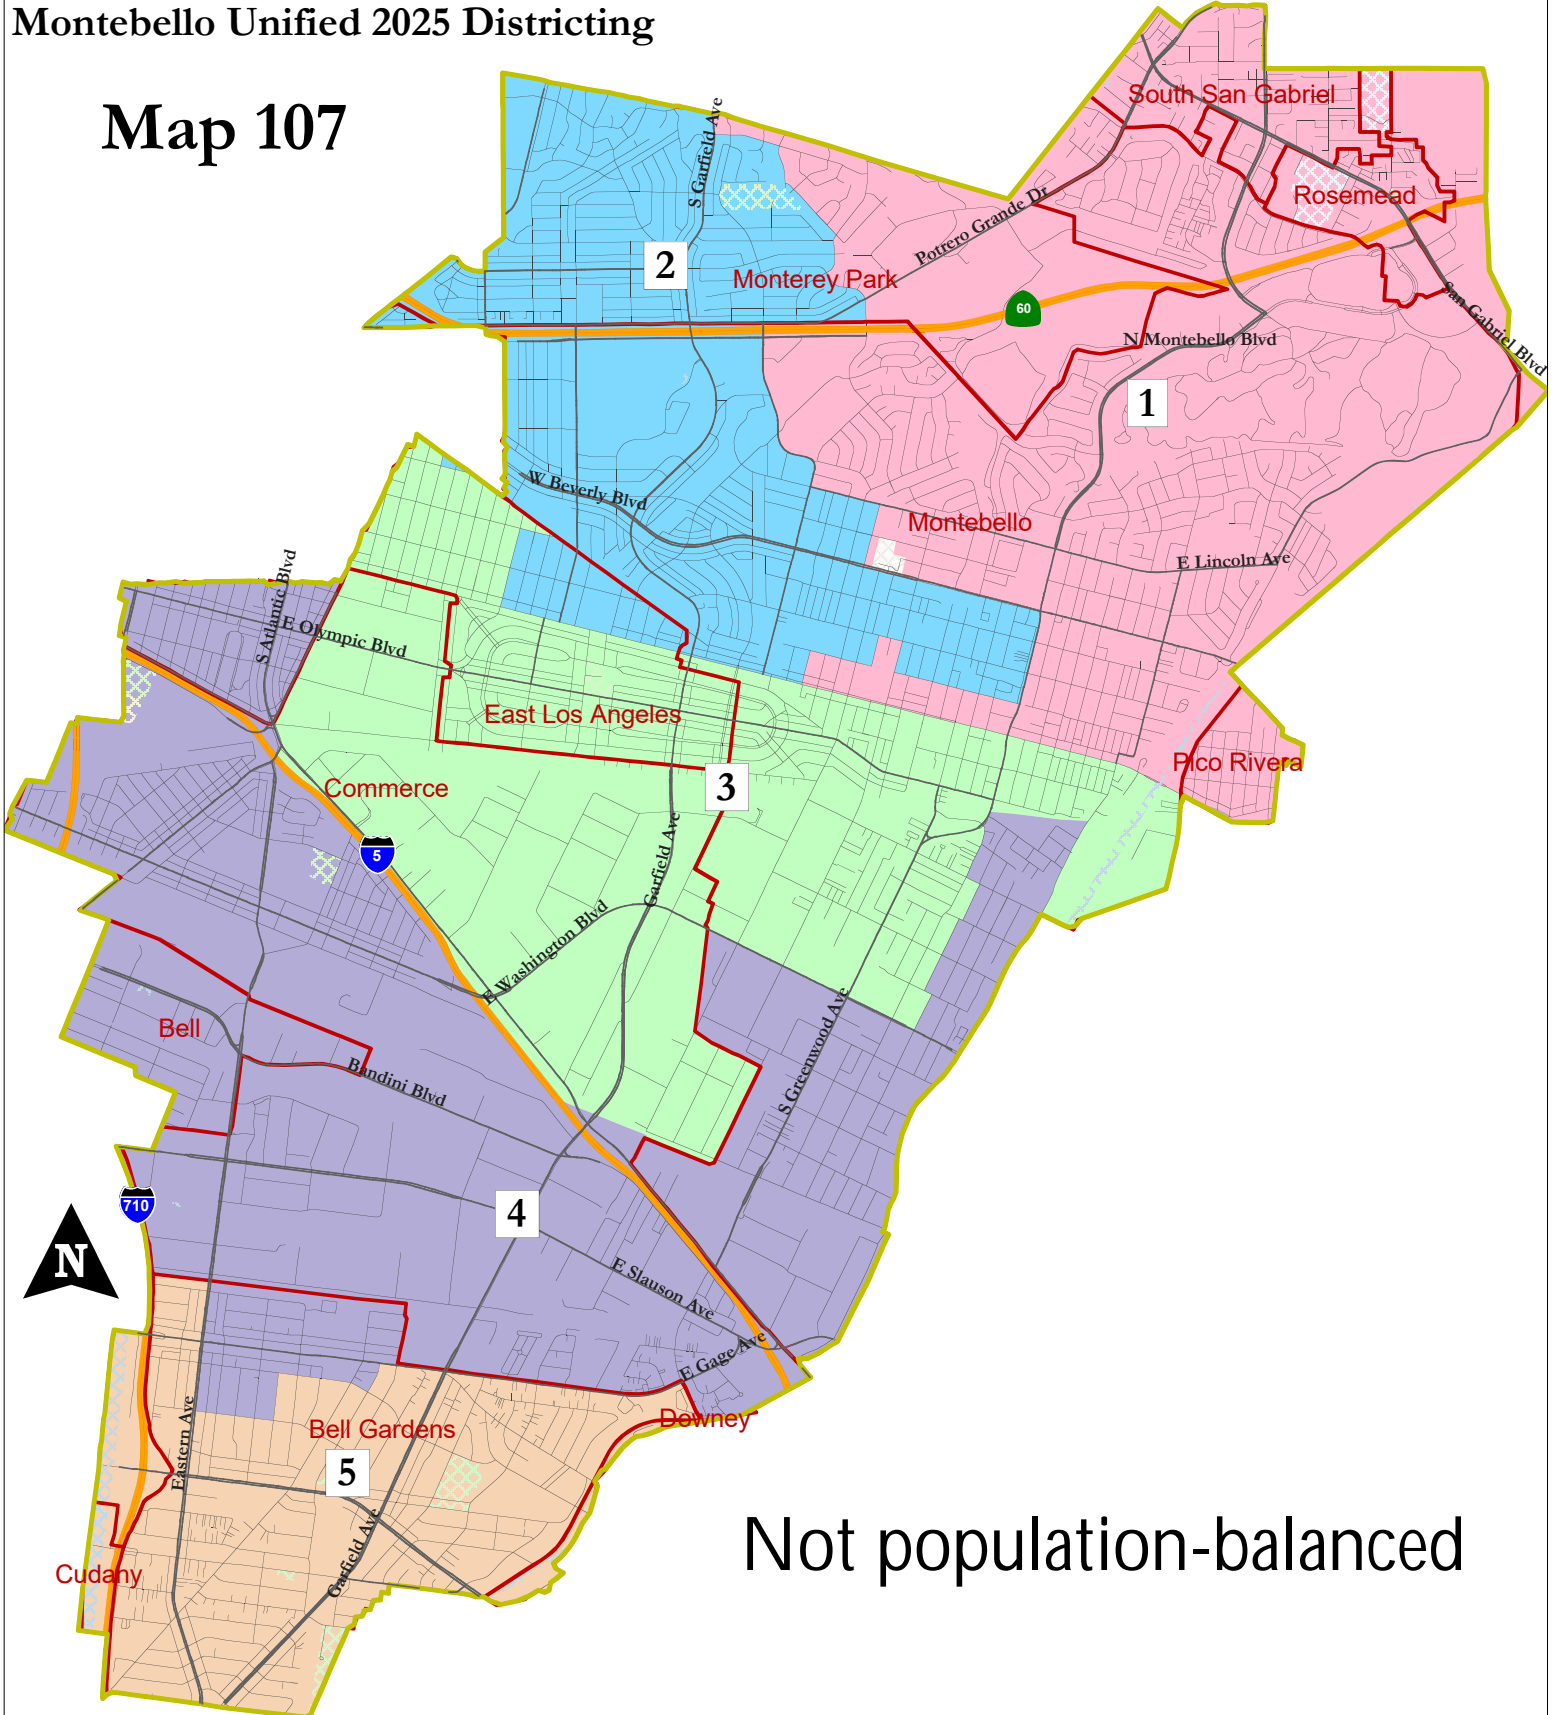 Montebello Unified 2025 Districting
Map 107
South San Gabriel
S Garfield Ave
Rosemead
Potrero Grande Dr
2
Monterey Park
60
San Gabriel Blvd
N Montebello Blvd
1
W Beverly Blvd
Montebello
E Lincoln Ave
S Atlantic Blvd
E Olympic Blvd
East Los Angeles
Pico Rivera
Commerce
3
5
Garfield Ave
E Washington Blvd
Bell
S Greenwood Ave
Bandini Blvd
710
4
N
E Slauson Ave
E Gage Ave
Downey
Eastern Ave
Bell Gardens
5
Garfield Ave
Not population-balanced
Cudahy